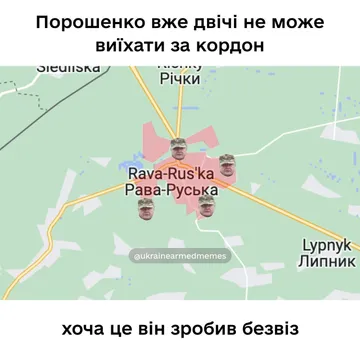 Порошенко вже двічі не може
виїхати за кордон
Siedliska
Річки
Rava-Rus'ka
Рава-Руська
Lypnyk
Липник
@ukrainearmedmemes
хоча це він зробив безвіз